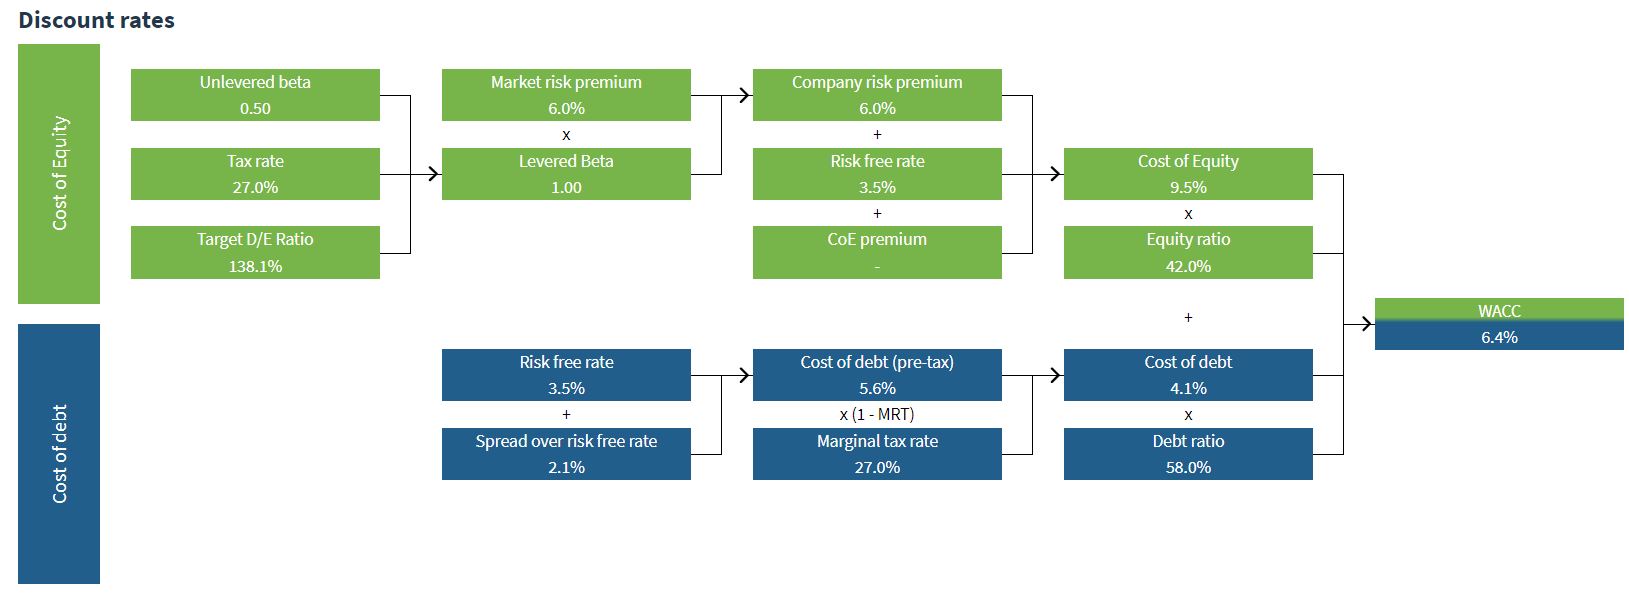 Discount rates
Cost of Equity
Unlevered beta
0.50
Tax rate
27.0%
Target D/E Ratio
138.1%
Market risk premium
6.0%
x
Levered Beta
1.00
Company risk premium
6.0%
+
Risk free rate
3.5%
+
CoE premium
-
Cost of Equity
9.5%
x
Equity ratio
42.0%
+
Cost of debt
Risk free rate
3.5%
+
Spread over risk free rate
2.1%
Cost of debt (pre-tax)
5.6%
x (1 - MRT)
Marginal tax rate
27.0%
Cost of debt
4.1%
x
Debt ratio
58.0%
WACC
6.4%